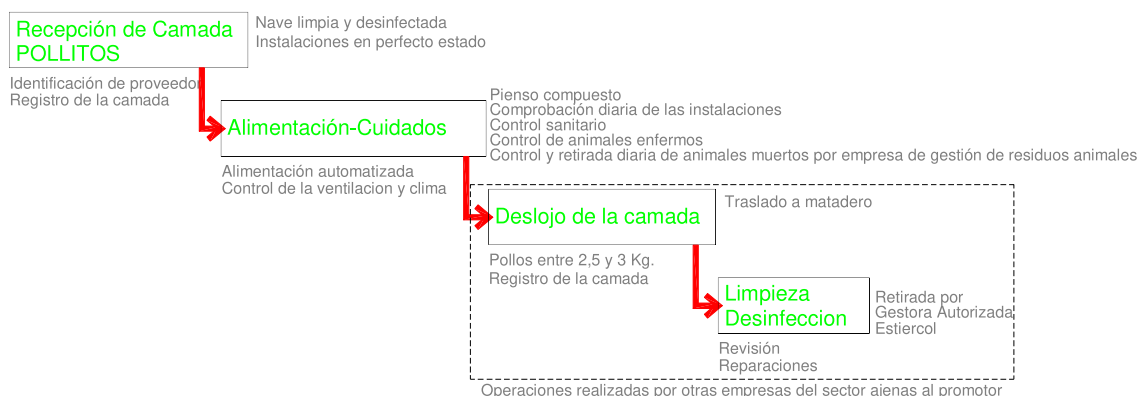 Recepción de Camada
POLLITOS
Nave limpia y desinfectada
Instalaciones en perfecto estado
Identificación de proveedor
Registro de la camada
Alimentación-Cuidados
Pienso compuesto
Comprobación diaria de las instalaciones
Control sanitario
Control de animales enfermos
Control y retirada diaria de animales muertos por empresa de gestión de residuos animales
Alimentación automatizada
Control de la ventilacion y clima
Deslojo de la camada
Traslado a matadero
Pollos entre 2,5 y 3 Kg.
Registro de la camada
Limpieza
Desinfeccion
Retirada por
Gestora Autorizada
Estiercol
Revisión
Reparaciones
Operaciones realizadas por otras empresas del sector ajenas al promotor